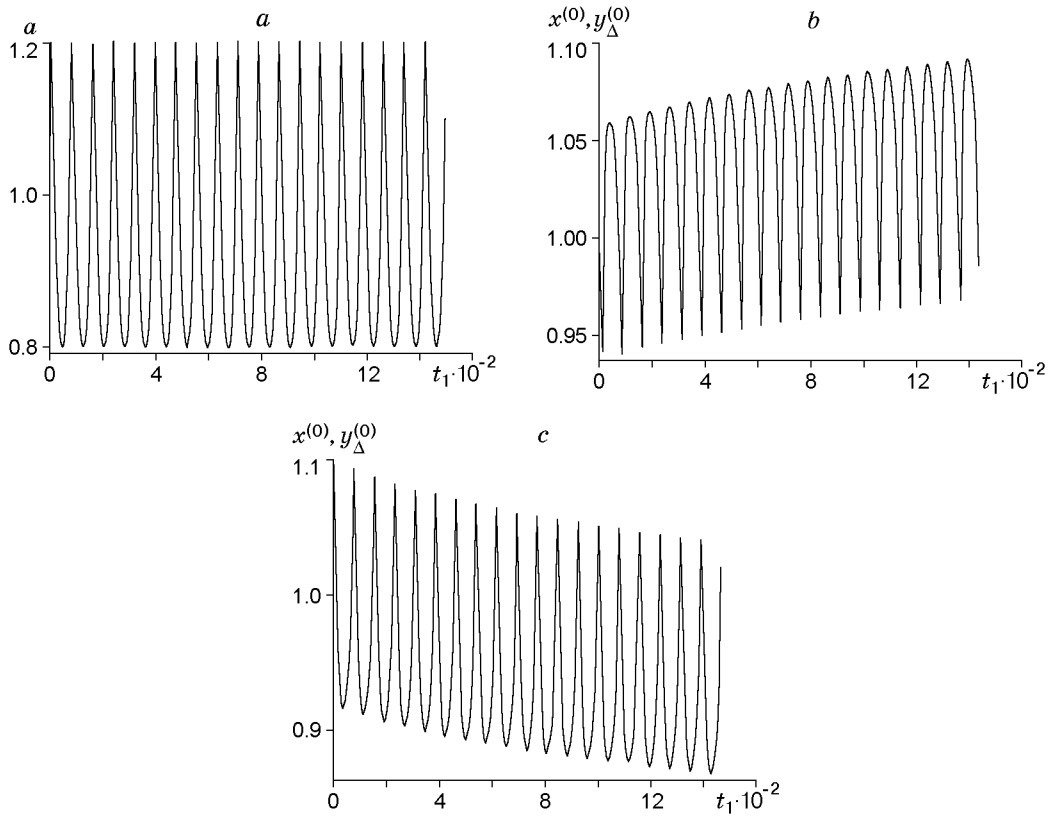 a
a
1.2
1.0
0.8
0 4 8 12 t₁·10⁻²
x⁽⁰⁾, y_Δ⁽⁰⁾
b
1.10
1.05
1.00
0.95
0 4 8 12 t₁·10⁻²
x⁽⁰⁾, y_Δ⁽⁰⁾
c
1.1
1.0
0.9
0 4 8 12 t₁·10⁻²